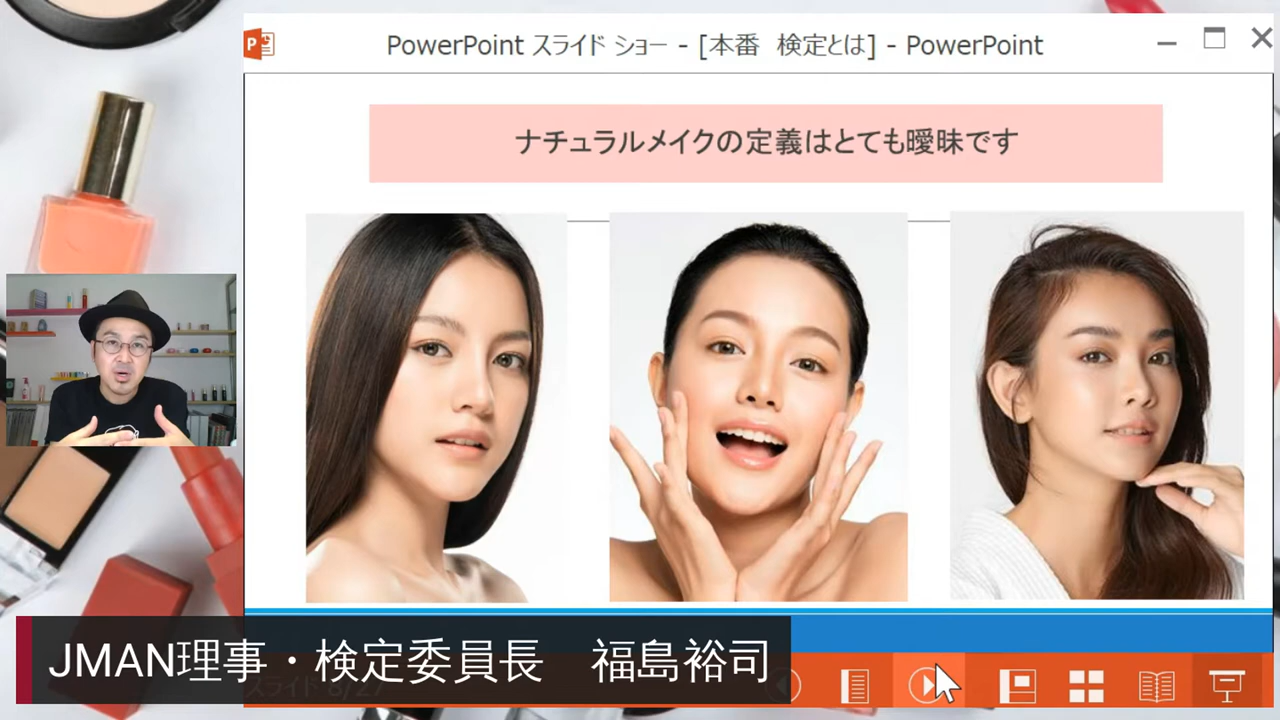 PowerPoint スライド ショー - [本番　検定とは] - PowerPoint
ナチュラルメイクの定義はとても曖昧です
JMAN理事・検定委員長　福島裕司